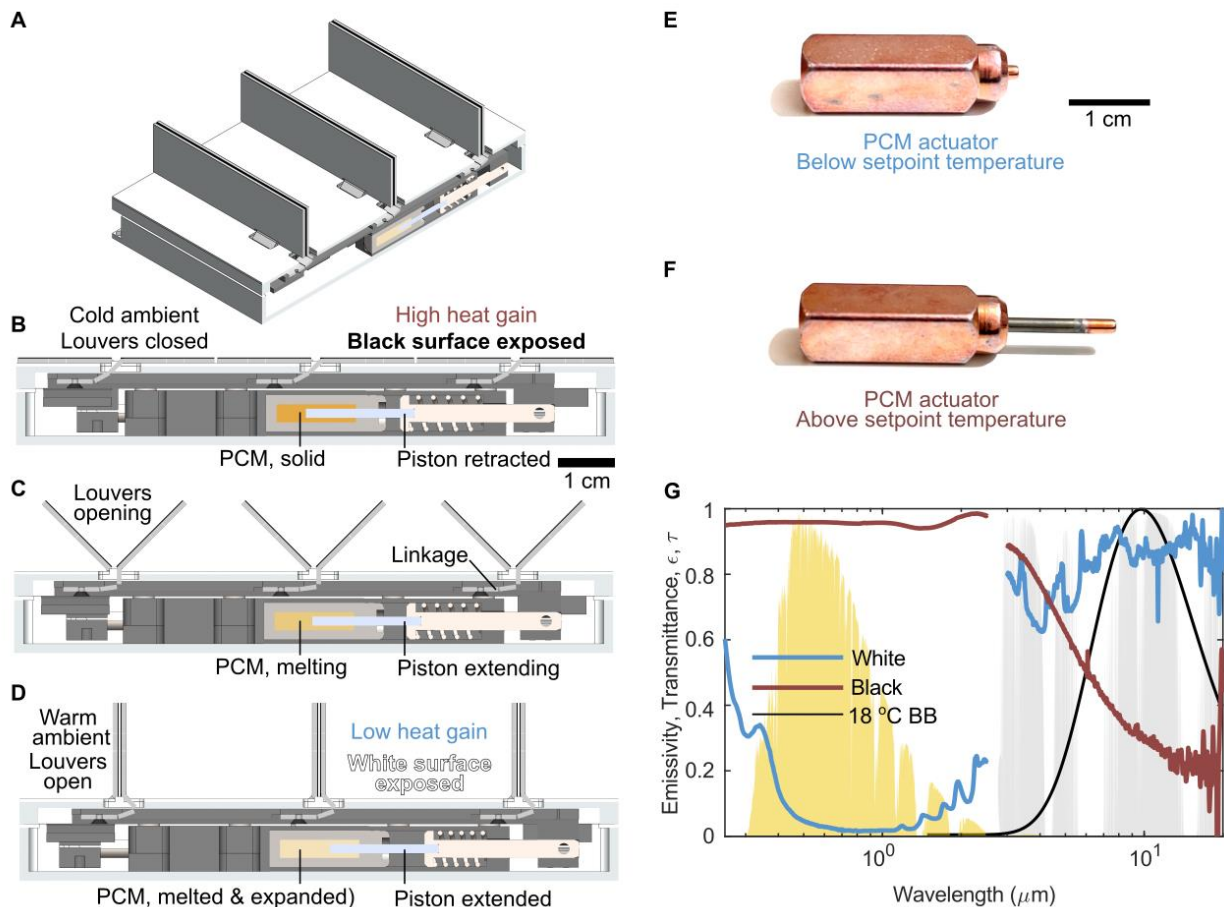 A
B
Cold ambient
Louvers closed
High heat gain
Black surface exposed
PCM, solid
Piston retracted
1 cm
C
Louvers
opening
Linkage
PCM, melting
Piston extending
D
Warm
ambient
Louvers
open
Low heat gain
White surface
exposed
PCM, melted & expanded)
Piston extended
E
1 cm
PCM actuator
Below setpoint temperature
F
PCM actuator
Above setpoint temperature
G
Emissivity, Transmittance, ϵ, τ
1
0.8
0.6
0.4
0.2
0
White
Black
18 °C BB
10⁰
10¹
Wavelength (μm)